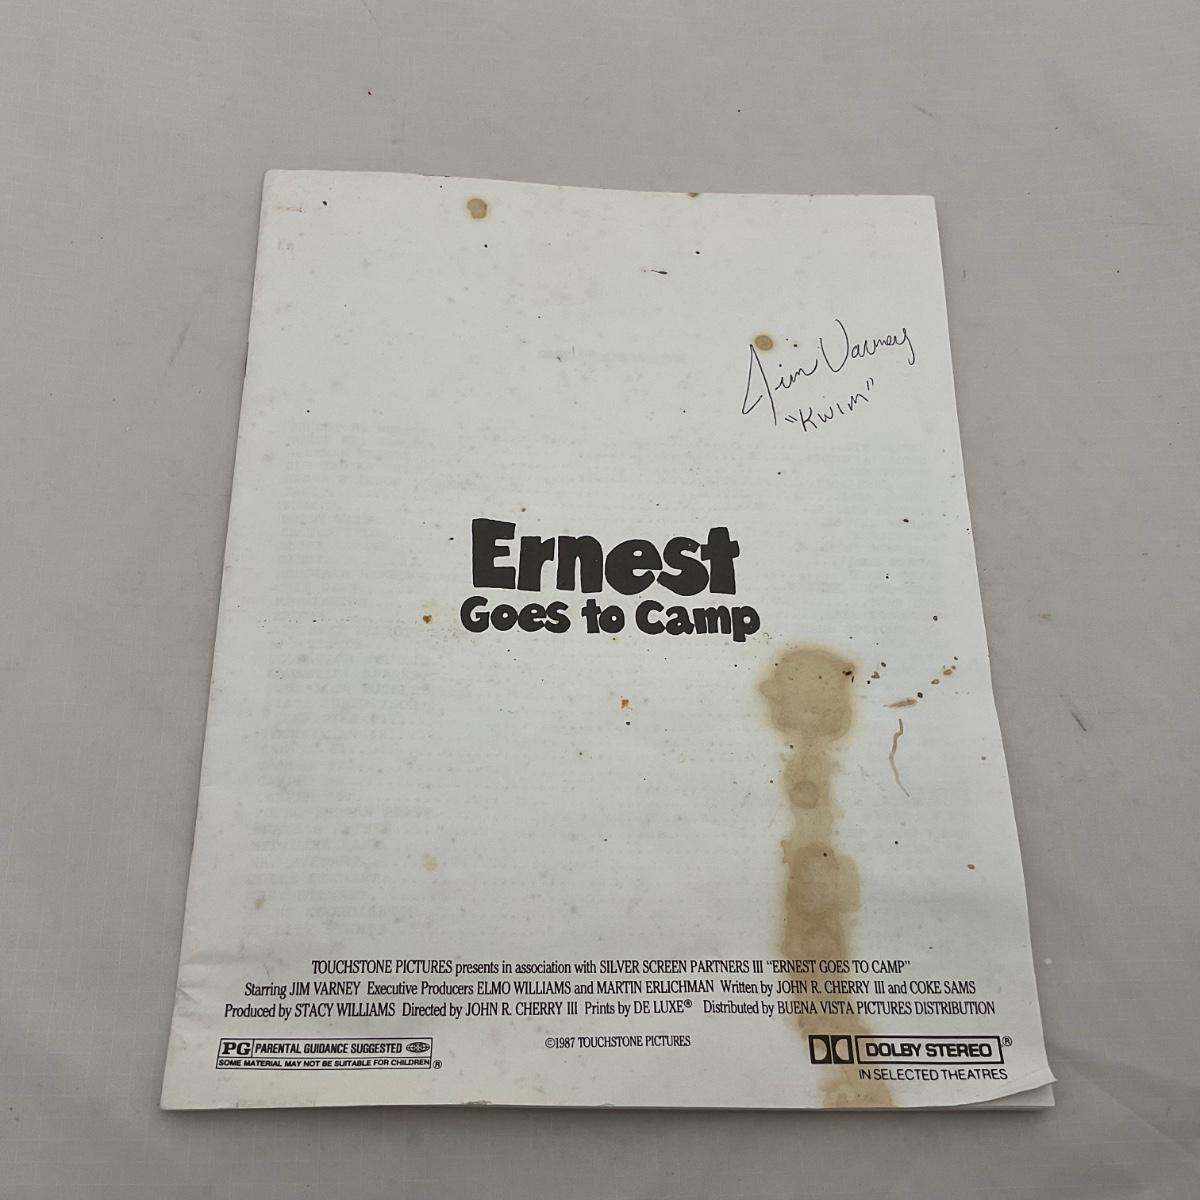 Jim Varney
"KWIM"
Ernest
Goes to Camp
TOUCHSTONE PICTURES presents in association with SILVER SCREEN PARTNERS III "ERNEST GOES TO CAMP"
Starring JIM VARNEY Executive Producers ELMO WILLIAMS and MARTIN ERLICHMAN Written by JOHN R. CHERRY III and COKE SAMS
Produced by STACY WILLIAMS Directed by JOHN R. CHERRY III Prints by DE LUXE® Distributed by BUENA VISTA PICTURES DISTRIBUTION
PG PARENTAL GUIDANCE SUGGESTED
SOME MATERIAL MAY NOT BE SUITABLE FOR CHILDREN ®
©1987 TOUCHSTONE PICTURES
DOLBY STEREO ®
IN SELECTED THEATRES